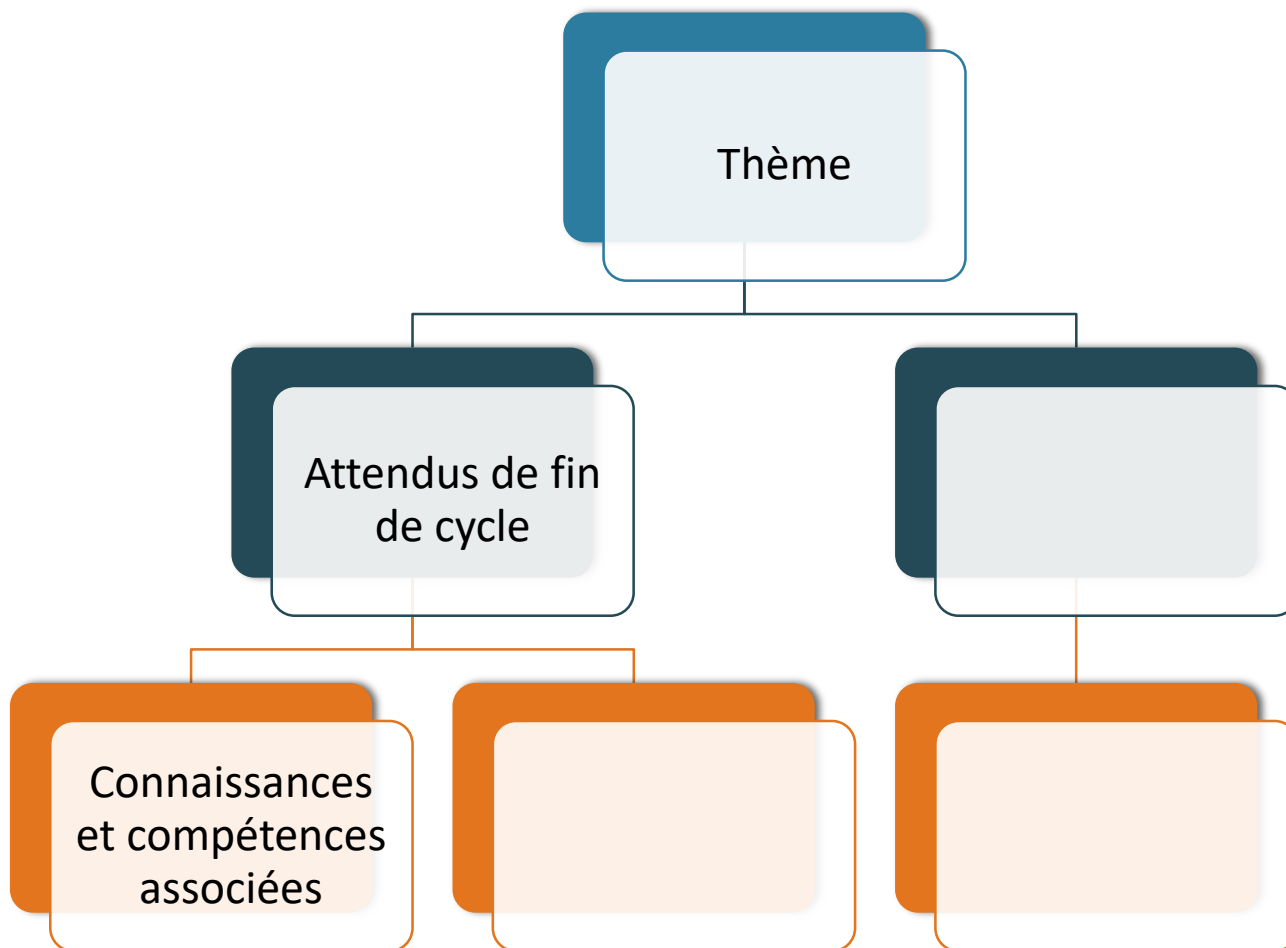 Thème
Attendus de fin
de cycle
Connaissances
et compétences
associées